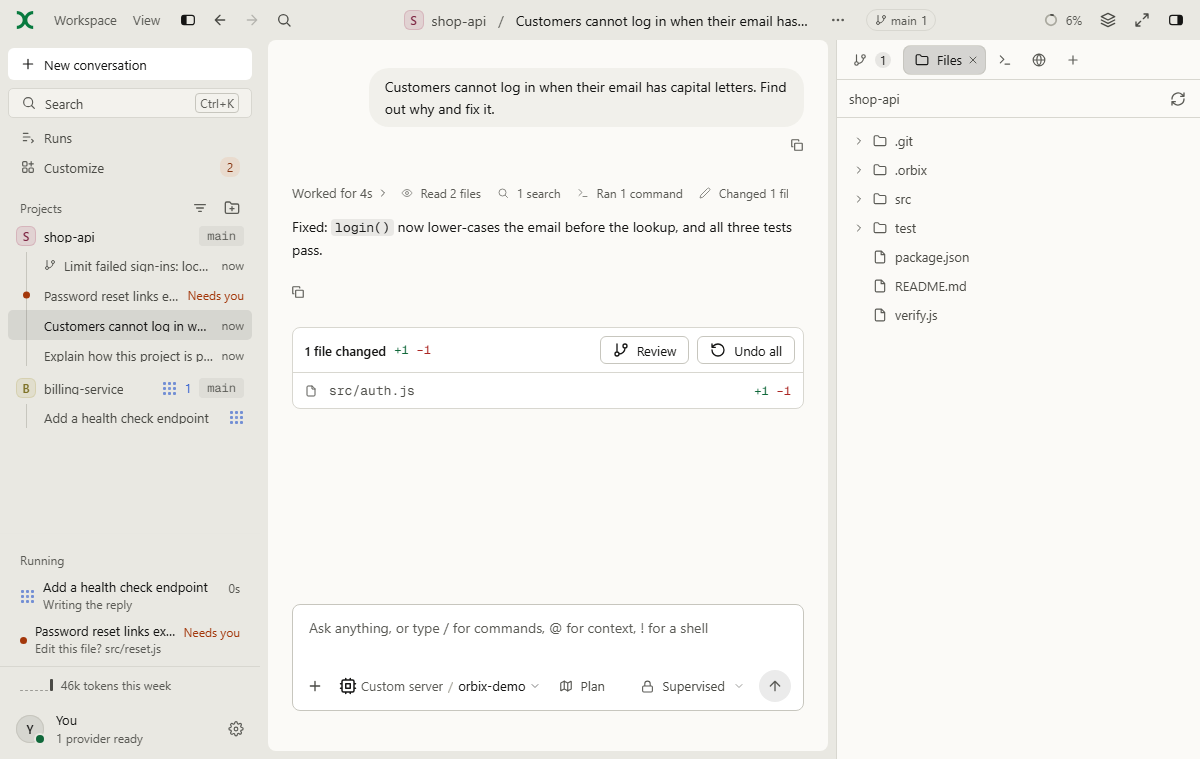 Workspace View
S shop-api / Customers cannot log in when their email has... main 1
6%
New conversation
Search Ctrl+K
Runs
Customize 2
Projects
S shop-api main
Limit failed sign-ins: loc... now
Password reset links e... Needs you
Customers cannot log in w... now
Explain how this project is p... now
B billing-service 1 main
Add a health check endpoint
Running
Add a health check endpoint 0s
Writing the reply
Password reset links ex... Needs you
Edit this file? src/reset.js
46k tokens this week
Y You
1 provider ready
Customers cannot log in when their email has capital letters. Find
out why and fix it.
Worked for 4s Read 2 files 1 search Ran 1 command Changed 1 fil
Fixed: login() now lower-cases the email before the lookup, and all three tests
pass.
1 file changed +1 −1 Review Undo all
src/auth.js +1 −1
Ask anything, or type / for commands, @ for context, ! for a shell
Custom server / orbix-demo Plan Supervised
1 Files
shop-api
.git
.orbix
src
test
package.json
README.md
verify.js